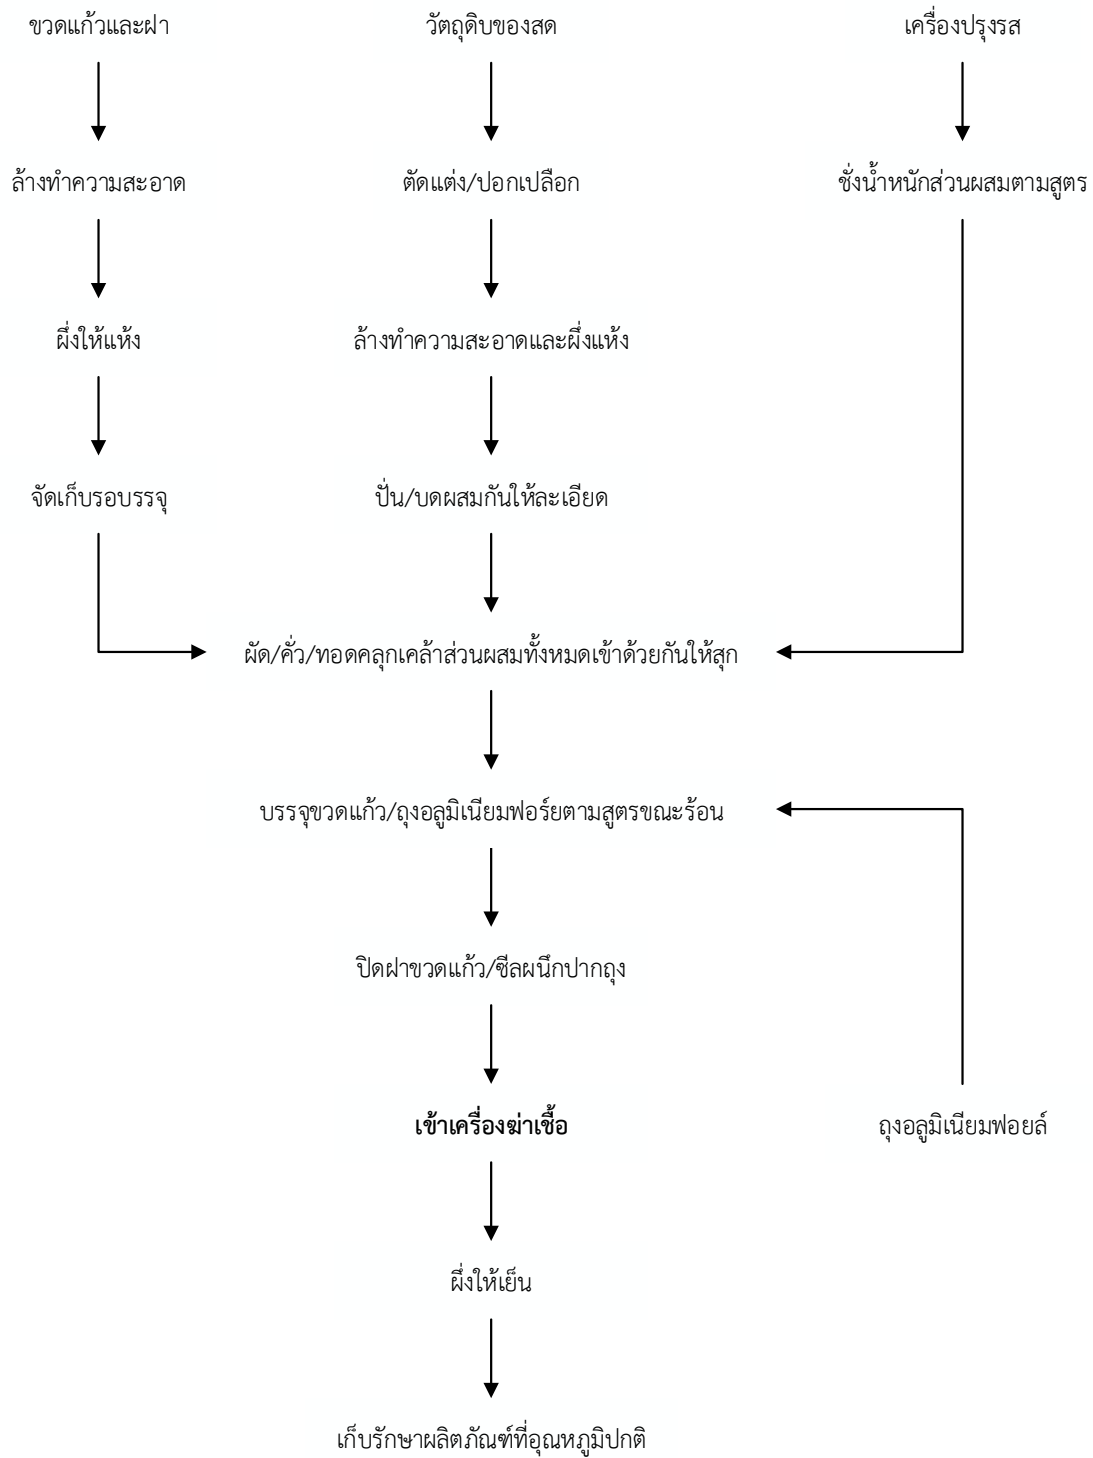 ขวดแก้วและฝา
วัตถุดิบของสด
เครื่องปรุงรส
ล้างทำความสะอาด
ตัดแต่ง/ปอกเปลือก
ชั่งน้ำหนักส่วนผสมตามสูตร
ผึ่งให้แห้ง
ล้างทำความสะอาดและผึ่งแห้ง
จัดเก็บรอบรรจุ
ปั่น/บดผสมกันให้ละเอียด
ผัด/คั่ว/ทอดคลุกเคล้าส่วนผสมทั้งหมดเข้าด้วยกันให้สุก
บรรจุขวดแก้ว/ถุงอลูมิเนียมฟอร์ยตามสูตรขณะร้อน
ปิดฝาขวดแก้ว/ซีลผนึกปากถุง
เข้าเครื่องฆ่าเชื้อ
ถุงอลูมิเนียมฟอยล์
ผึ่งให้เย็น
เก็บรักษาผลิตภัณฑ์ที่อุณหภูมิปกติ